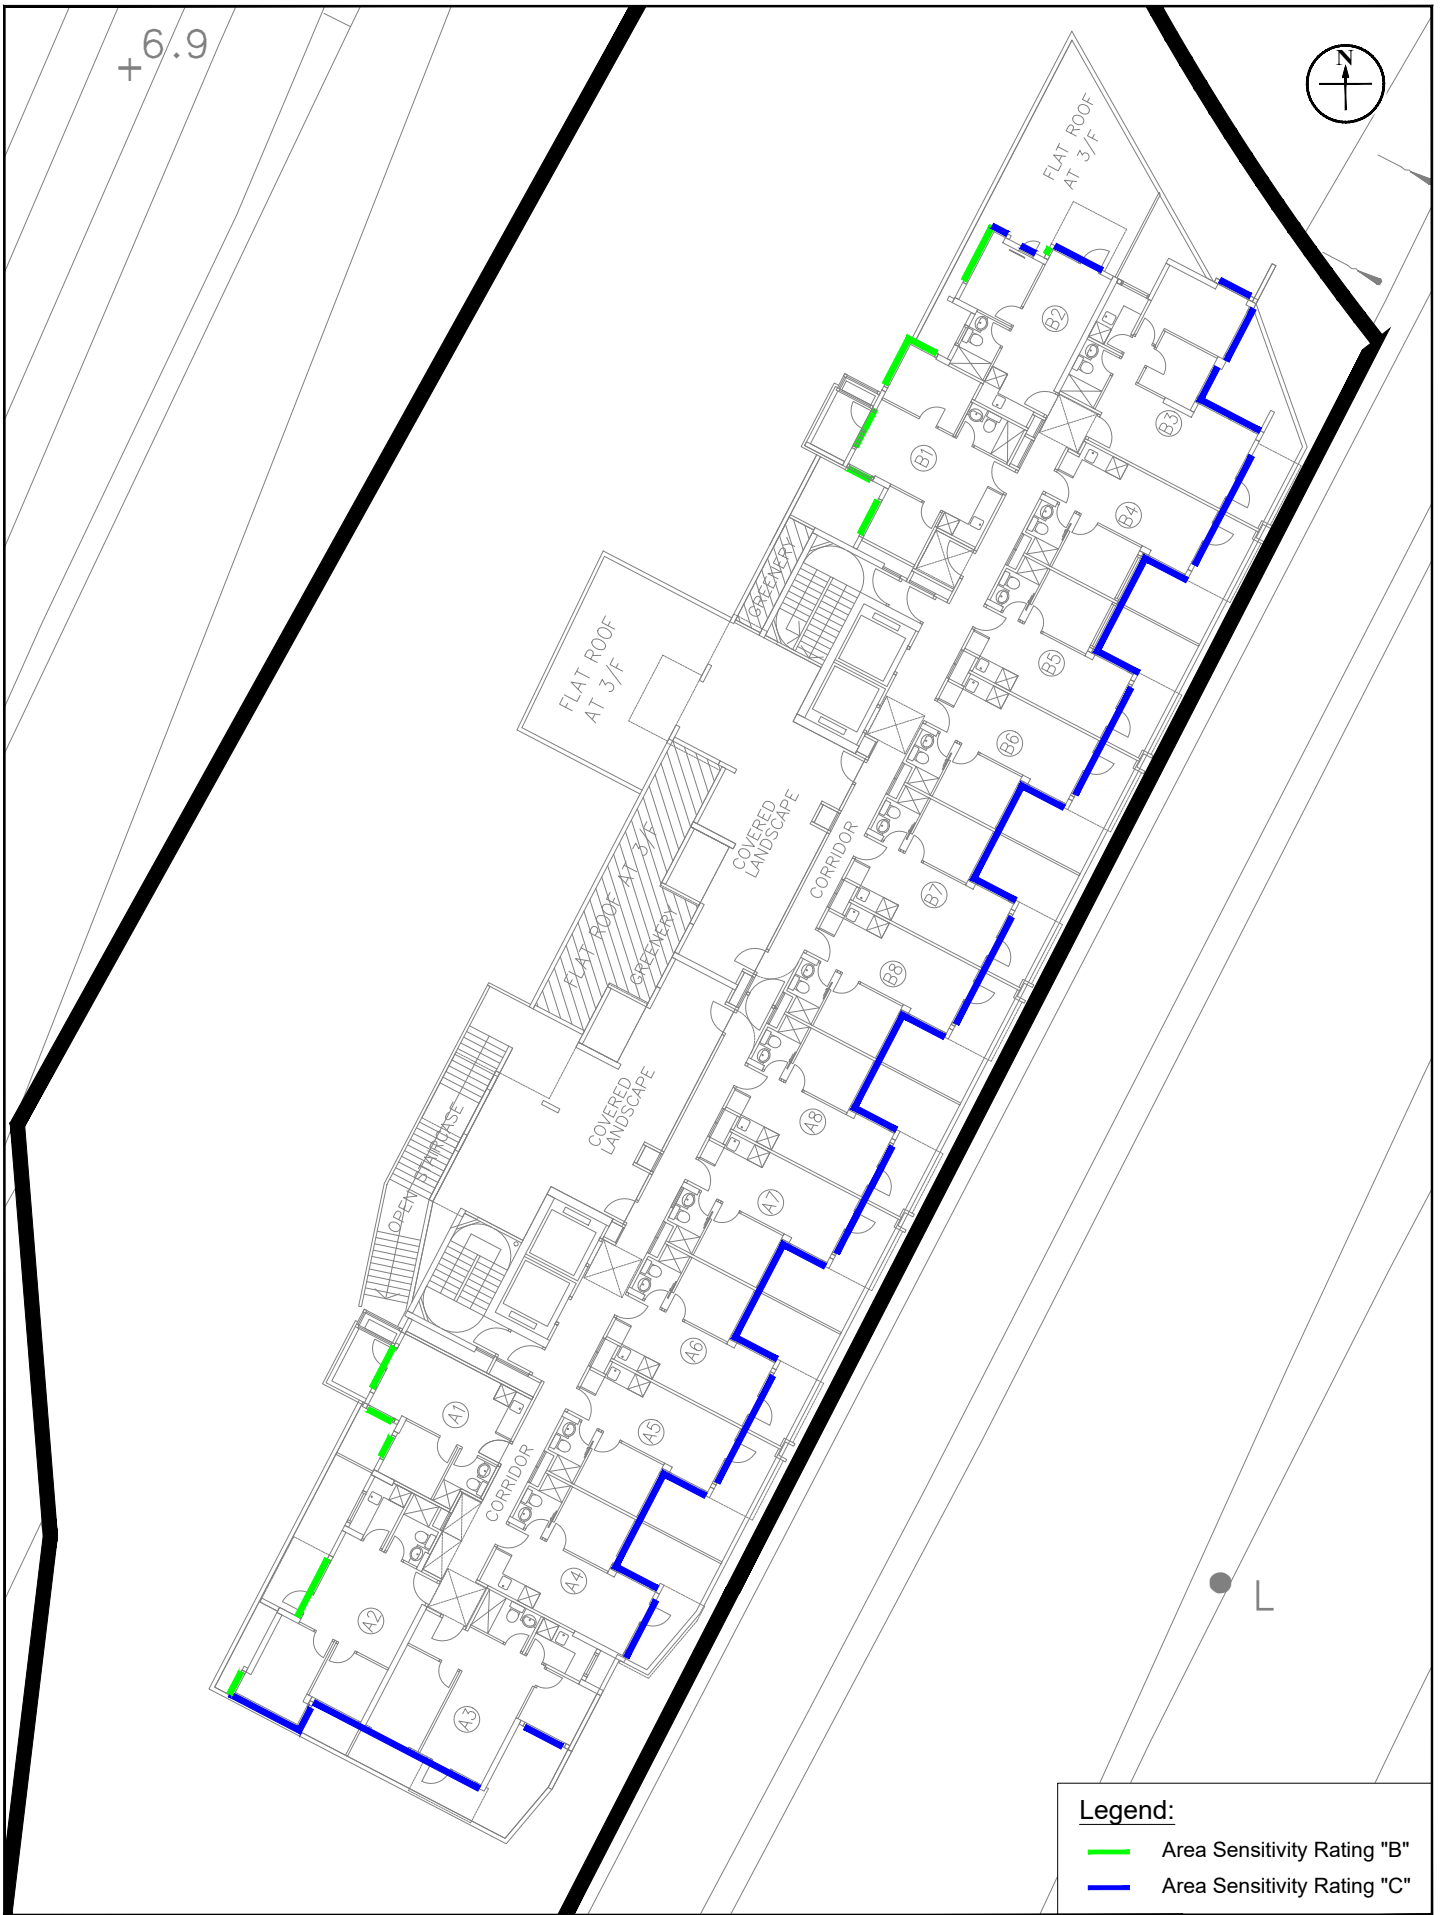 6.9
N
FLAT ROOF
AT 3/F
B2
B3
B1
B4
GREENERY
FLAT ROOF
AT 3/F
B5
B6
COVERED
LANDSCAPE
CORRIDOR
B7
FLAT ROOF AT 3/F
GREENERY
B8
COVERED
LANDSCAPE
A8
OPEN STAIRCASE
A7
A6
A1
A5
CORRIDOR
A4
L
A2
A3
Legend:
Area Sensitivity Rating "B"
Area Sensitivity Rating "C"